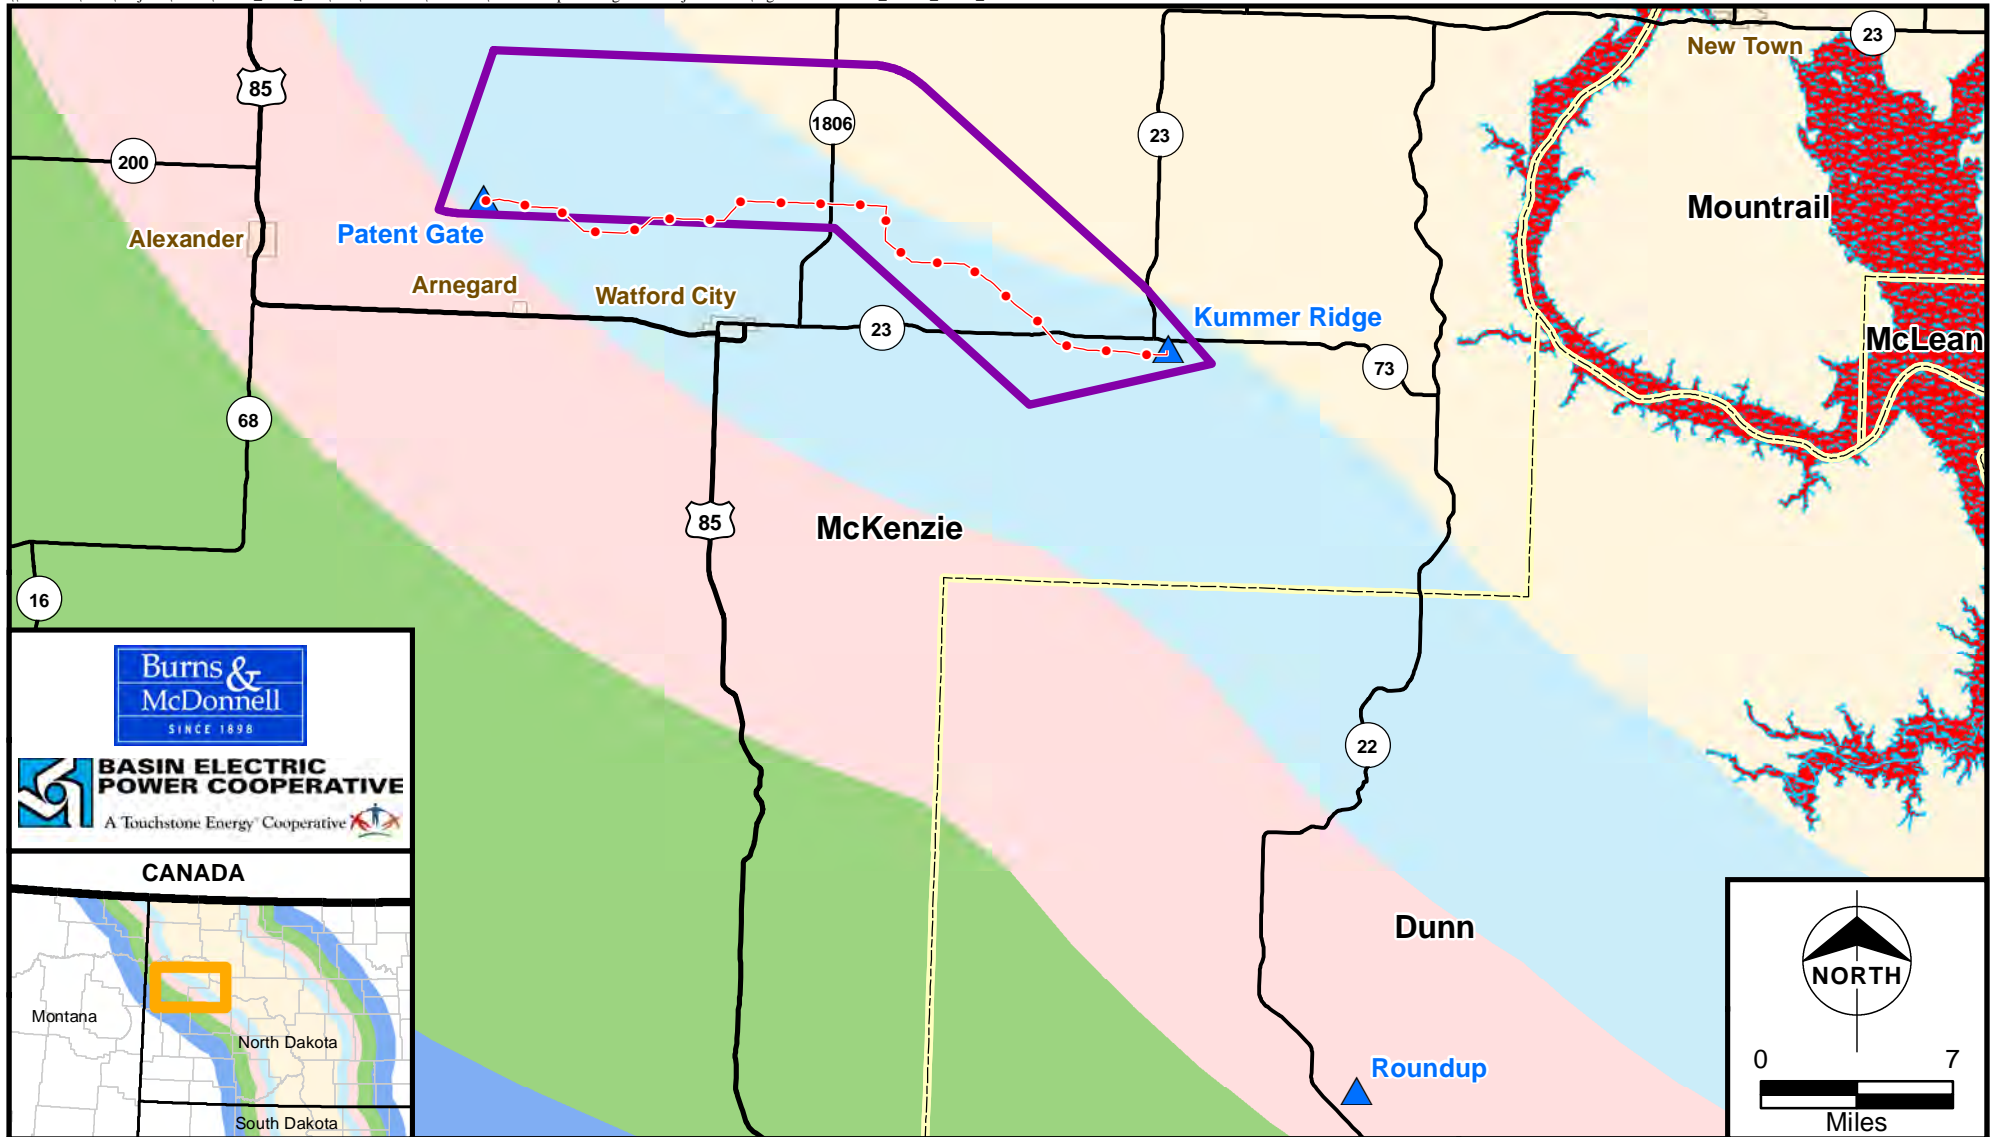 New Town
23
85
1806
23
200
Mountrail
Alexander
Patent Gate
Arnegard
Watford City
Kummer Ridge
23
McLean
73
68
85
McKenzie
16
Burns &
McDonnell
SINCE 1898
22
BASIN ELECTRIC
POWER COOPERATIVE
A Touchstone Energy® Cooperative
CANADA
Dunn
NORTH
Montana
North Dakota
Roundup
0 7
Miles
South Dakota